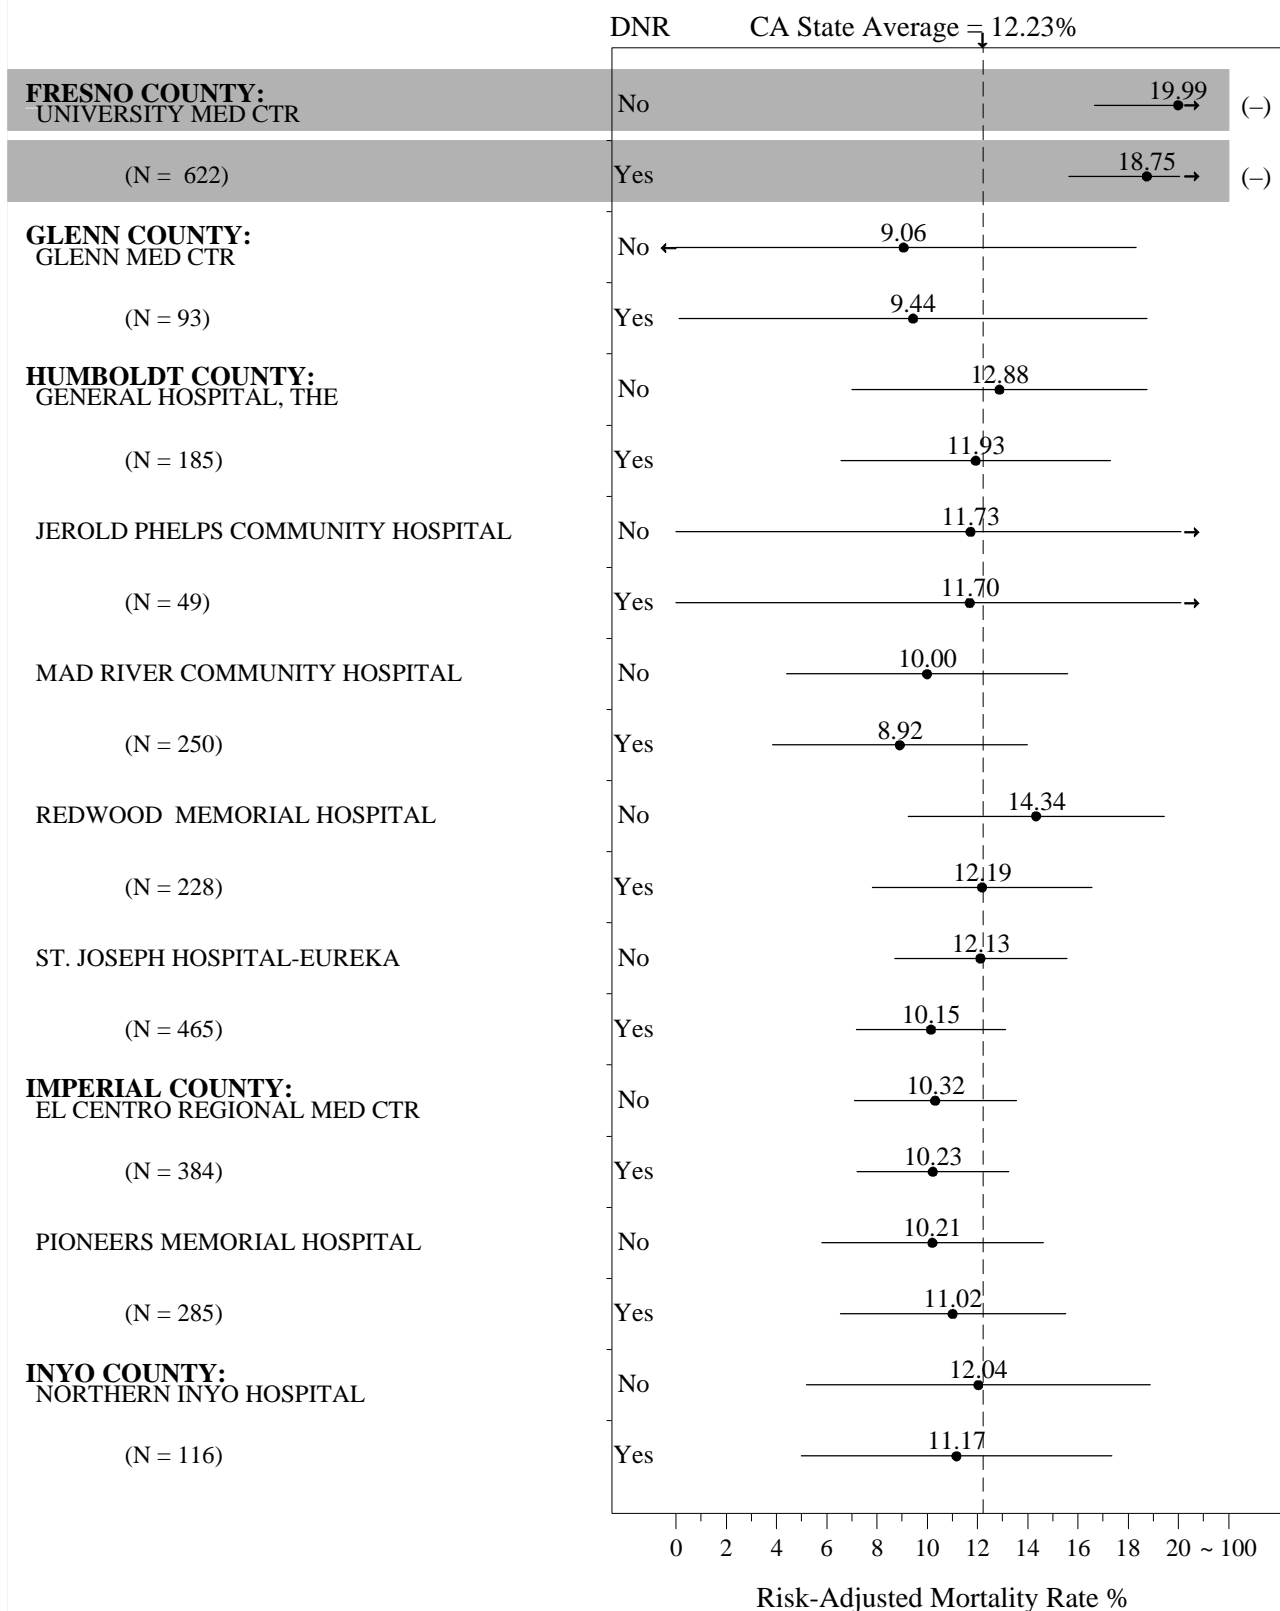 DNR CA State Average = 12.23%
FRESNO COUNTY:
UNIVERSITY MED CTR No 19.99 (–)
(N = 622) Yes 18.75 (–)
GLENN COUNTY:
GLENN MED CTR No 9.06
(N = 93) Yes 9.44
HUMBOLDT COUNTY:
GENERAL HOSPITAL, THE No 12.88
(N = 185) Yes 11.93
JEROLD PHELPS COMMUNITY HOSPITAL No 11.73
(N = 49) Yes 11.70
MAD RIVER COMMUNITY HOSPITAL No 10.00
(N = 250) Yes 8.92
REDWOOD MEMORIAL HOSPITAL No 14.34
(N = 228) Yes 12.19
ST. JOSEPH HOSPITAL-EUREKA No 12.13
(N = 465) Yes 10.15
IMPERIAL COUNTY:
EL CENTRO REGIONAL MED CTR No 10.32
(N = 384) Yes 10.23
PIONEERS MEMORIAL HOSPITAL No 10.21
(N = 285) Yes 11.02
INYO COUNTY:
NORTHERN INYO HOSPITAL No 12.04
(N = 116) Yes 11.17
0 2 4 6 8 10 12 14 16 18 20 ~ 100
Risk-Adjusted Mortality Rate %